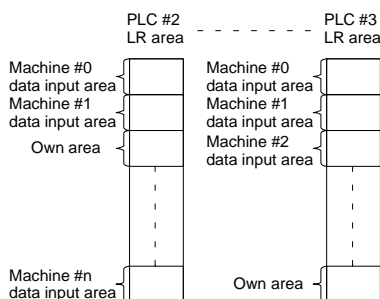 PLC #2
LR area
PLC #3
LR area
Machine #0
data input area
Machine #1
data input area
Own area
Machine #n
data input area
Machine #0
data input area
Machine #1
data input area
Machine #2
data input area
Own area